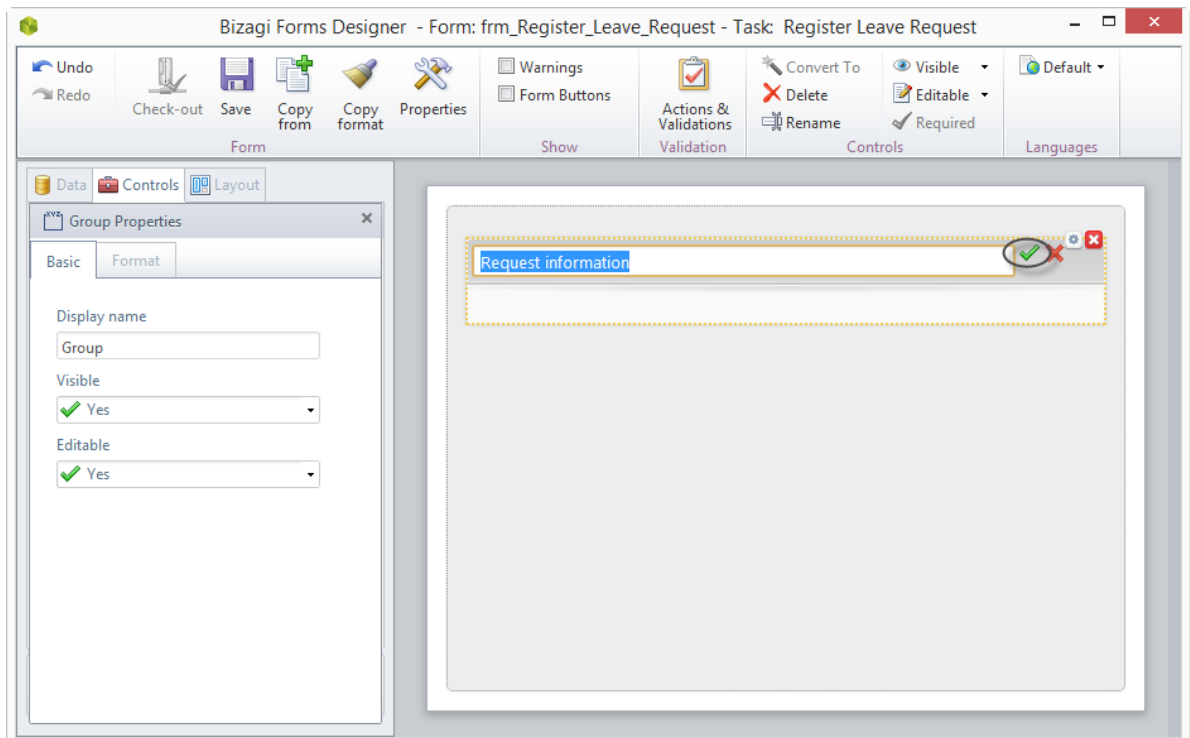 Bizagi Forms Designer - Form: frm_Register_Leave_Request - Task: Register Leave Request
Undo
Redo
Check-out
Save
Copy from
Copy format
Properties
Form
Warnings
Form Buttons
Show
Actions & Validations
Validation
Convert To
Delete
Rename
Visible
Editable
Required
Controls
Default
Languages
Data
Controls
Layout
XYZ
Group Properties
Basic
Format
Display name
Group
Visible
Yes
Editable
Yes
Request information